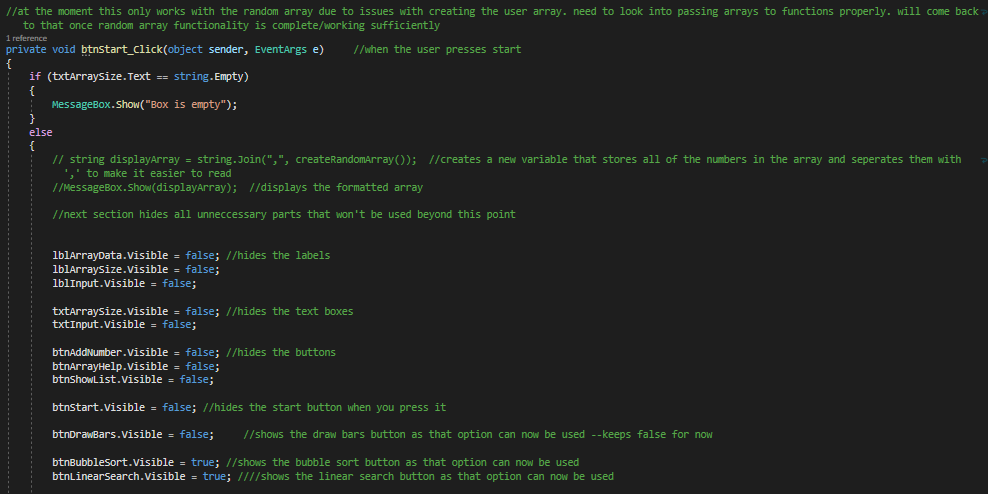 //at the moment this only works with the random array due to issues with creating the user array. need to look into passing arrays to functions properly. will come back
to that once random array functionality is complete/working sufficiently
1 reference
private void btnStart_Click(object sender, EventArgs e)     //when the user presses start
{
    if (txtArraySize.Text == string.Empty)
    {
        MessageBox.Show("Box is empty");
    }
    else
    {
        // string displayArray = string.Join(",", createRandomArray());  //creates a new variable that stores all of the numbers in the array and seperates them with
          ',' to make it easier to read
        //MessageBox.Show(displayArray);  //displays the formatted array
        //next section hides all unneccessary parts that won't be used beyond this point
        lblArrayData.Visible = false; //hides the labels
        lblArraySize.Visible = false;
        lblInput.Visible = false;
        txtArraySize.Visible = false; //hides the text boxes
        txtInput.Visible = false;
        btnAddNumber.Visible = false; //hides the buttons
        btnArrayHelp.Visible = false;
        btnShowList.Visible = false;
        btnStart.Visible = false; //hides the start button when you press it
        btnDrawBars.Visible = false;     //shows the draw bars button as that option can now be used --keeps false for now
        btnBubbleSort.Visible = true; //shows the bubble sort button as that option can now be used
        btnLinearSearch.Visible = true; ////shows the linear search button as that option can now be used